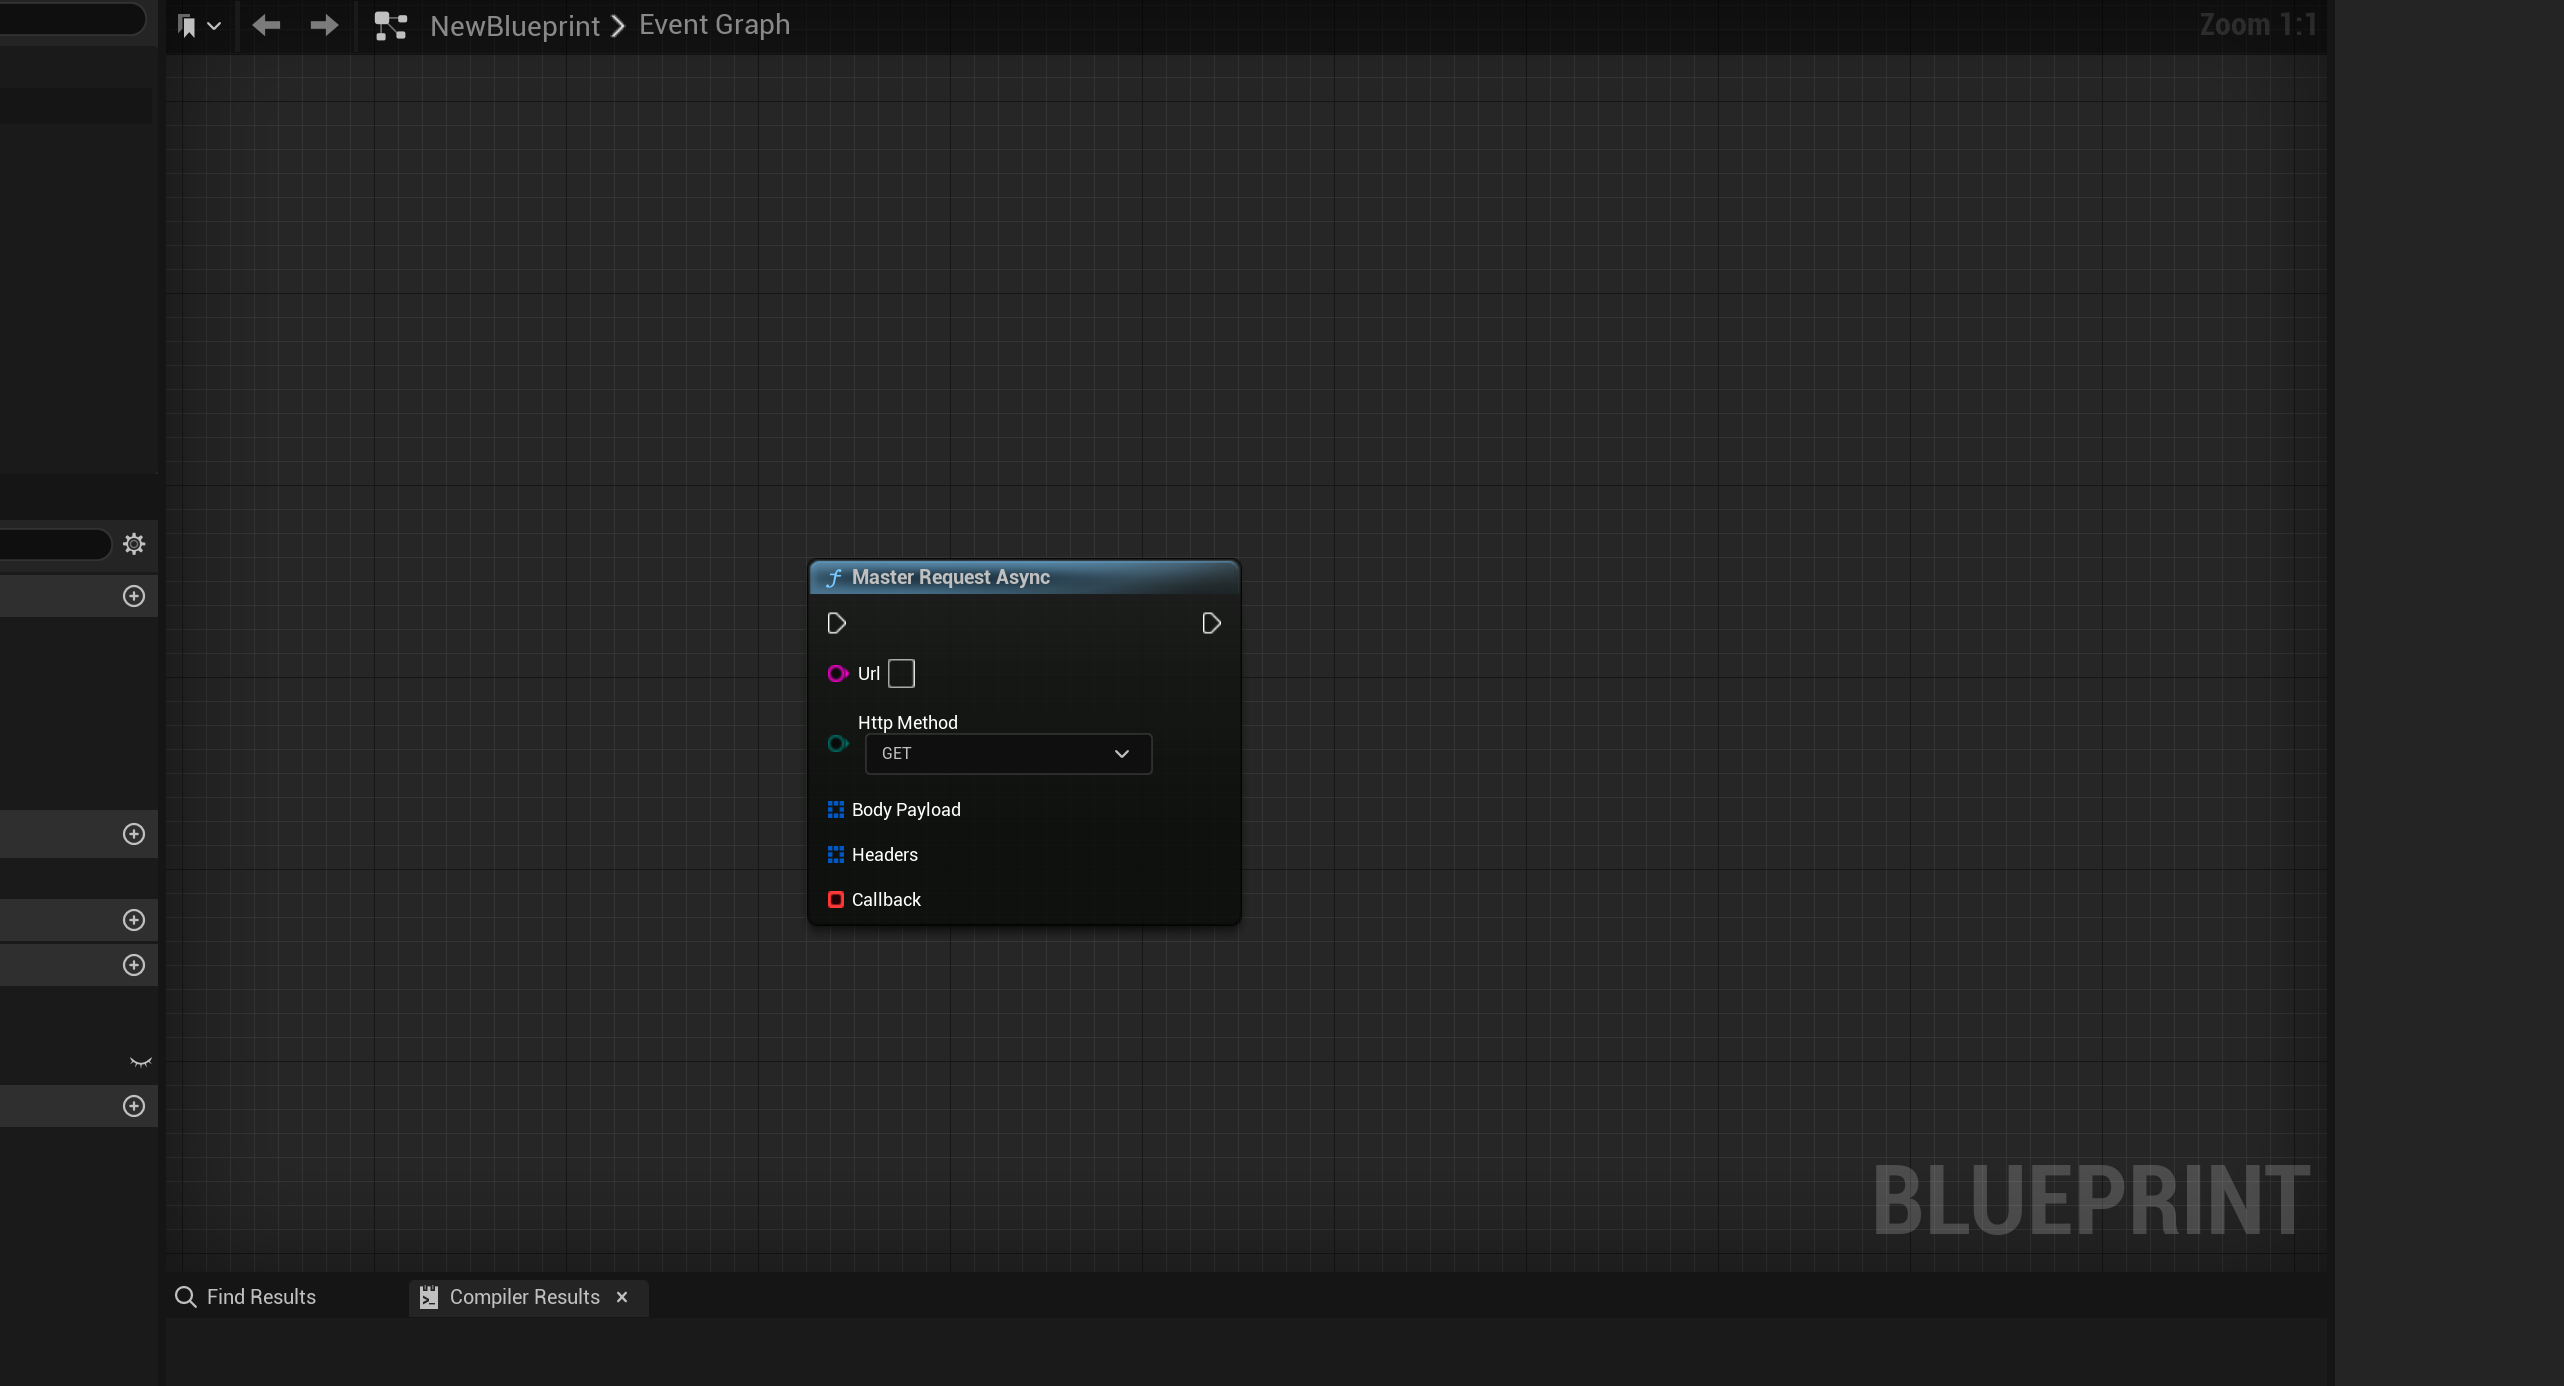 NewBlueprint > Event Graph
Zoom 1:1
Master Request Async
Url
Http Method
GET
Body Payload
Headers
Callback
BLUEPRINT
Find Results
Compiler Results